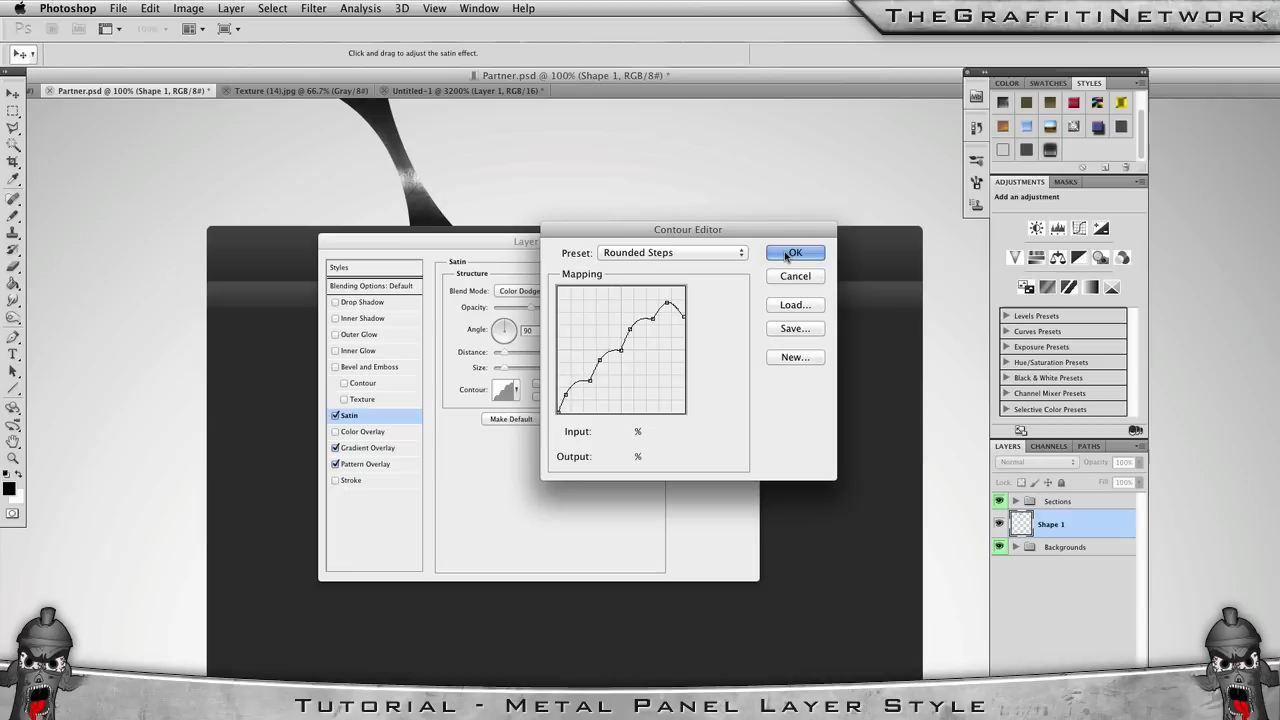 Photoshop File Edit Image Layer Select Filter Analysis 3D View Window Help
TheGraffitiNetwork
Ps 100%
Click and drag to adjust the satin effect.
Partner.psd @ 100% (Shape 1, RGB/8#) *
Partner.psd @ 100% (Shape 1, RGB/8#) *
Untitled-1 @ 3200% (Layer 1, RGB/16) *
COLOR SWATCHES STYLES
ADJUSTMENTS MASKS
Add an adjustment
Levels Presets
Curves Presets
Exposure Presets
Hue/Saturation Presets
Black & White Presets
Channel Mixer Presets
Selective Color Presets
LAYERS CHANNELS PATHS
Normal Opacity: 100%
Lock: Fill: 100%
Sections
Shape 1
Backgrounds
Layer
Styles
Blending Options: Default
Drop Shadow
Inner Shadow
Outer Glow
Inner Glow
Bevel and Emboss
Contour
Texture
Satin
Color Overlay
Gradient Overlay
Pattern Overlay
Stroke
Satin
Structure
Blend Mode: Color Dodge
Opacity:
Angle: 90
Distance:
Size:
Contour:
Make Default
Contour Editor
Preset: Rounded Steps
OK
Mapping
Cancel
Load...
Save...
New...
Input: %
Output: %
Tutorial - Metal Panel Layer Style